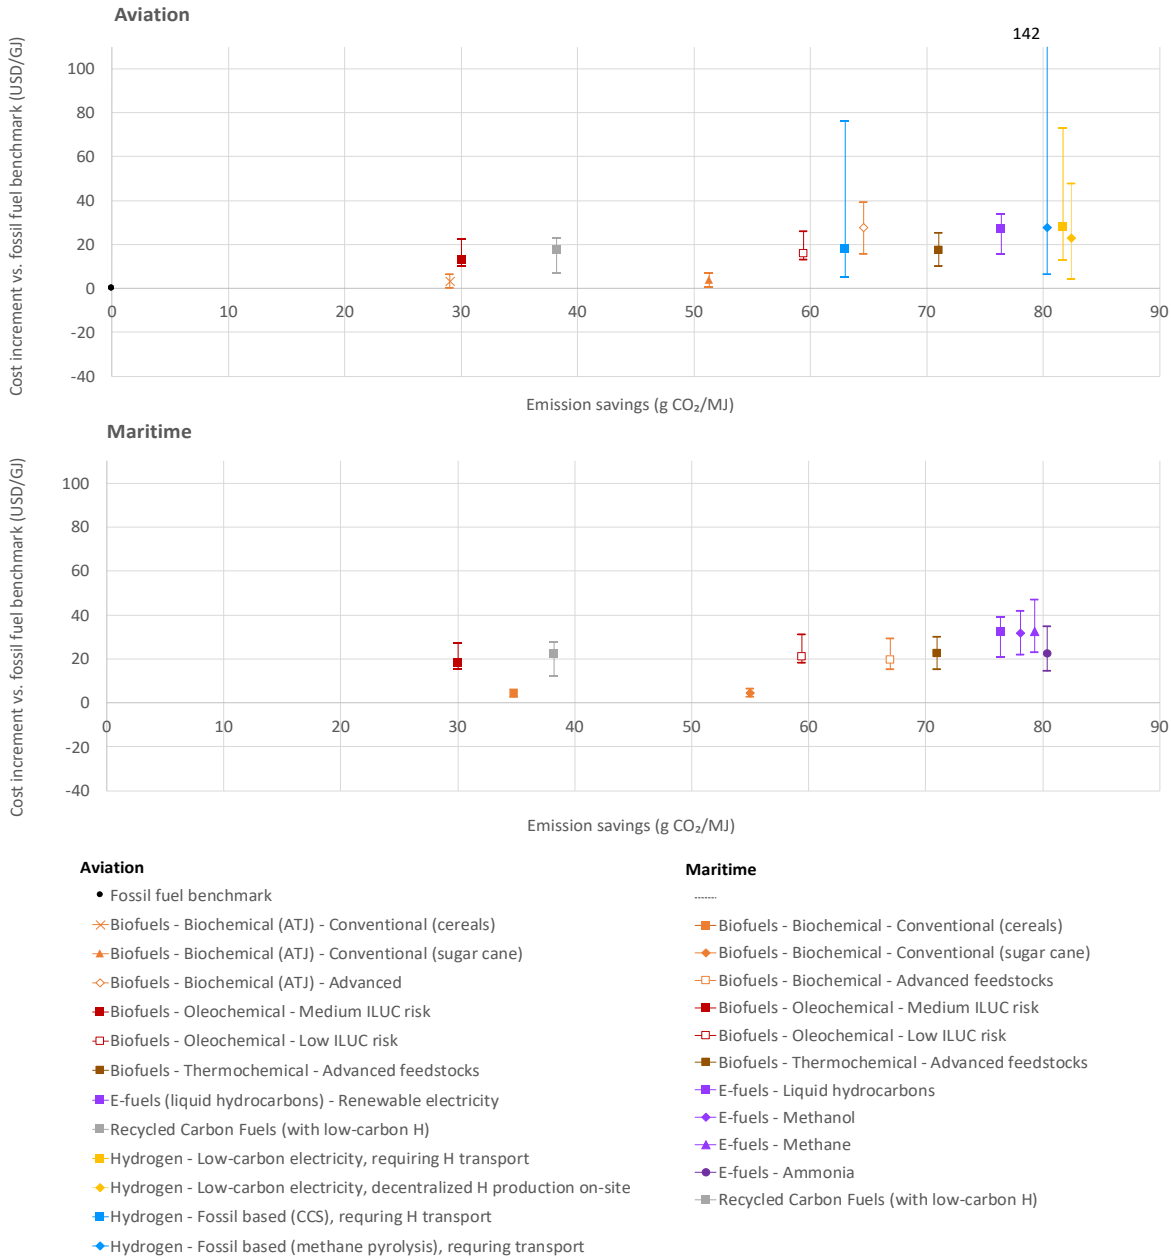 Aviation
142
Cost increment vs. fossil fuel benchmark (USD/GJ)
100
80
60
40
20
0
-20
-40
0 10 20 30 40 50 60 70 80 90
Emission savings (g CO₂/MJ)
Maritime
Cost increment vs. fossil fuel benchmark (USD/GJ)
100
80
60
40
20
0
-20
-40
0 10 20 30 40 50 60 70 80 90
Emission savings (g CO₂/MJ)
Aviation
Fossil fuel benchmark
Biofuels - Biochemical (ATJ) - Conventional (cereals)
Biofuels - Biochemical (ATJ) - Conventional (sugar cane)
Biofuels - Biochemical (ATJ) - Advanced
Biofuels - Oleochemical - Medium ILUC risk
Biofuels - Oleochemical - Low ILUC risk
Biofuels - Thermochemical - Advanced feedstocks
E-fuels (liquid hydrocarbons) - Renewable electricity
Recycled Carbon Fuels (with low-carbon H)
Hydrogen - Low-carbon electricity, requiring H transport
Hydrogen - Low-carbon electricity, decentralized H production on-site
Hydrogen - Fossil based (CCS), requring H transport
Hydrogen - Fossil based (methane pyrolysis), requring transport
Maritime
Biofuels - Biochemical - Conventional (cereals)
Biofuels - Biochemical - Conventional (sugar cane)
Biofuels - Biochemical - Advanced feedstocks
Biofuels - Oleochemical - Medium ILUC risk
Biofuels - Oleochemical - Low ILUC risk
Biofuels - Thermochemical - Advanced feedstocks
E-fuels - Liquid hydrocarbons
E-fuels - Methanol
E-fuels - Methane
E-fuels - Ammonia
Recycled Carbon Fuels (with low-carbon H)